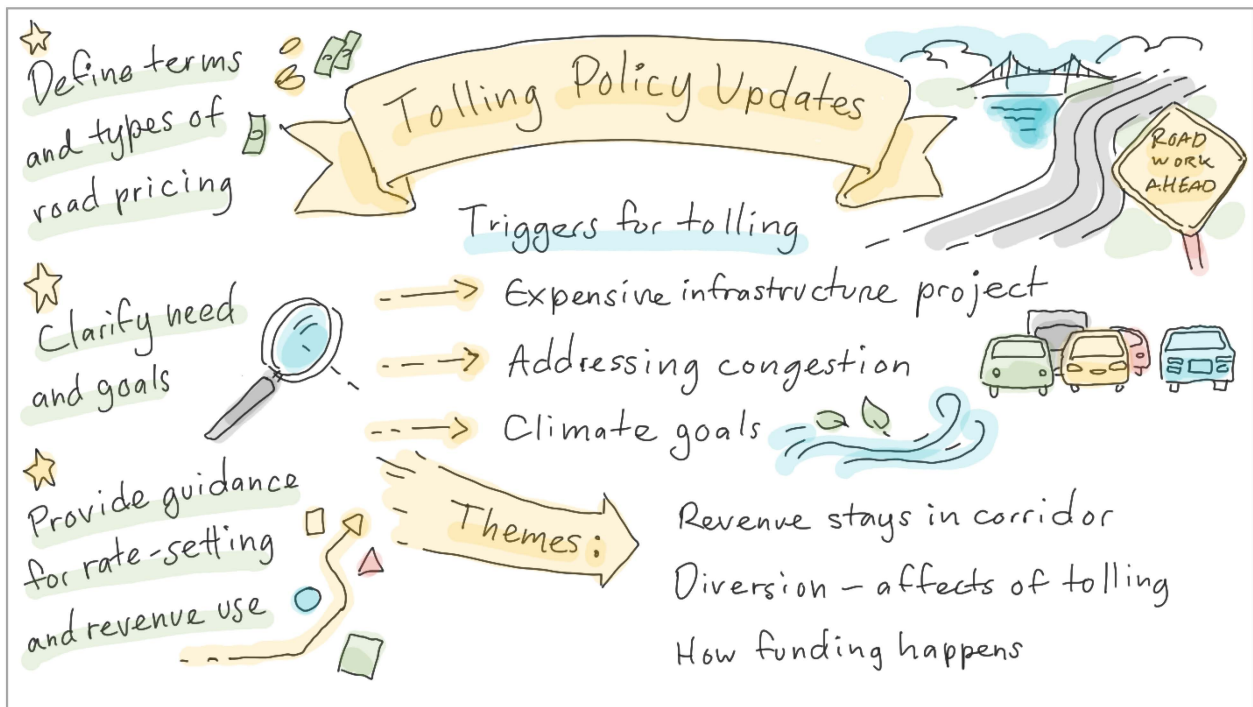 Tolling Policy Updates
Define terms
and types of
road pricing
Clarify need
and goals
Provide guidance
for rate-setting
and revenue use
ROAD
WORK
AHEAD
Triggers for tolling
Expensive infrastructure project
Addressing congestion
Climate goals
Themes:
Revenue stays in corridor
Diversion – affects of tolling
How funding happens